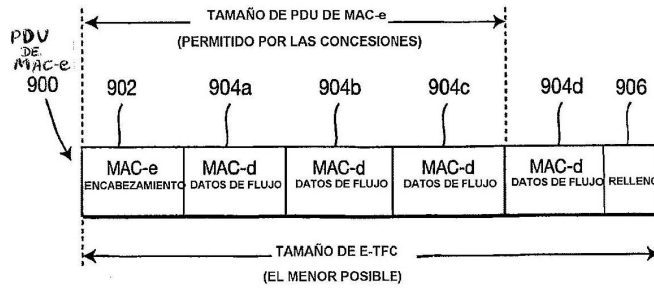 TAMAÑO DE PDU DE MAC-e
(PERMITIDO POR LAS CONCESIONES)
PDU
DE
MAC-e
900
902
904a
904b
904c
904d
906
MAC-e
ENCABEZAMIENTO
MAC-d
DATOS DE FLUJO
MAC-d
DATOS DE FLUJO
MAC-d
DATOS DE FLUJO
MAC-d
DATOS DE FLUJO
RELLENO
TAMAÑO DE E-TFC
(EL MENOR POSIBLE)